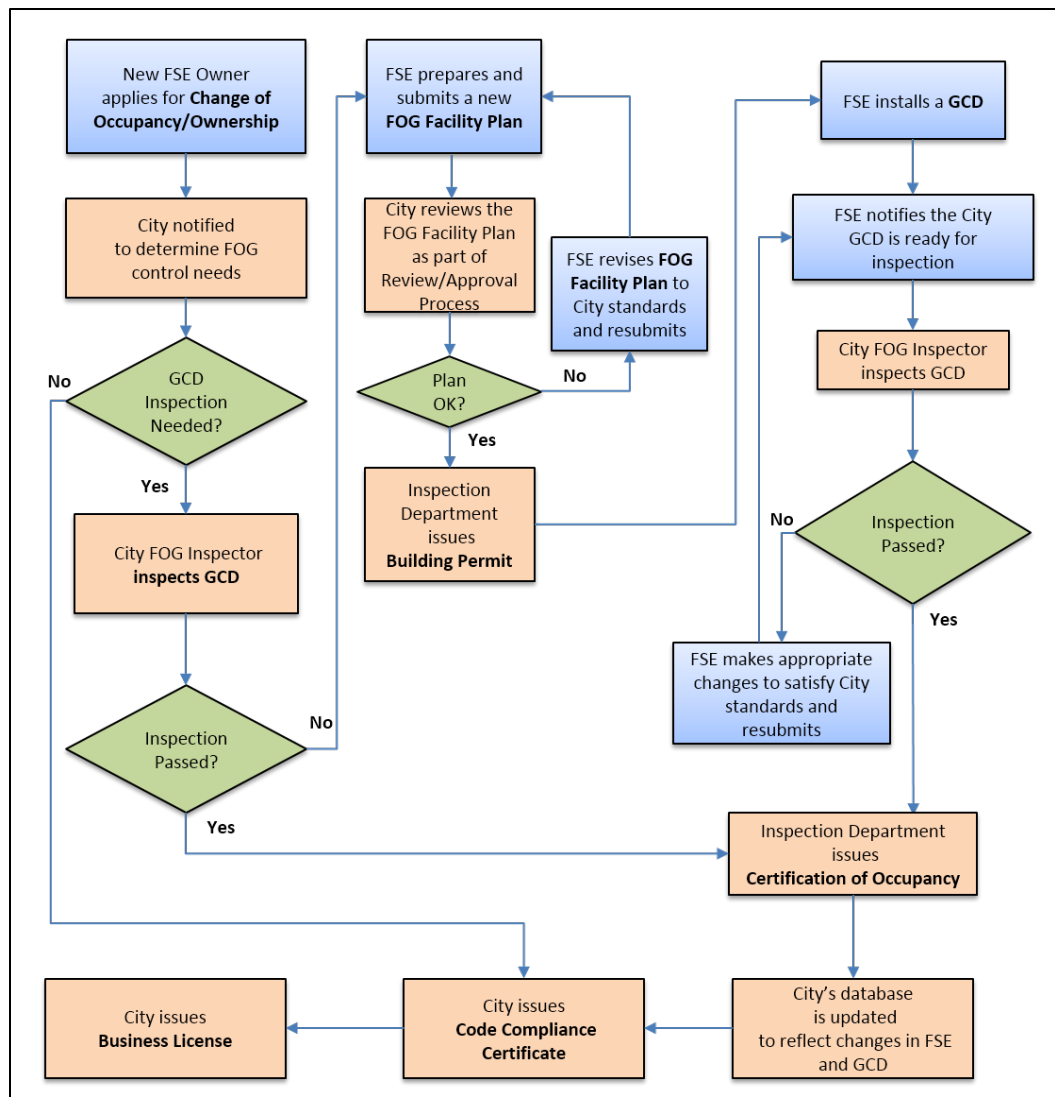 New FSE Owner
applies for Change of
Occupancy/Ownership
City notified
to determine FOG
control needs
No
GCD
Inspection
Needed?
Yes
City FOG Inspector
inspects GCD
Inspection
Passed?
No
Yes
FSE prepares and
submits a new
FOG Facility Plan
City reviews the
FOG Facility Plan
as part of
Review/Approval
Process
FSE revises FOG
Facility Plan to
City standards
and resubmits
Plan
OK?
No
Yes
Inspection
Department
issues
Building Permit
FSE installs a GCD
FSE notifies the City
GCD is ready for
inspection
City FOG Inspector
inspects GCD
No
Inspection
Passed?
Yes
FSE makes appropriate
changes to satisfy City
standards and
resubmits
Inspection Department
issues
Certification of Occupancy
City's database
is updated
to reflect changes in FSE
and GCD
City issues
Code Compliance
Certificate
City issues
Business License